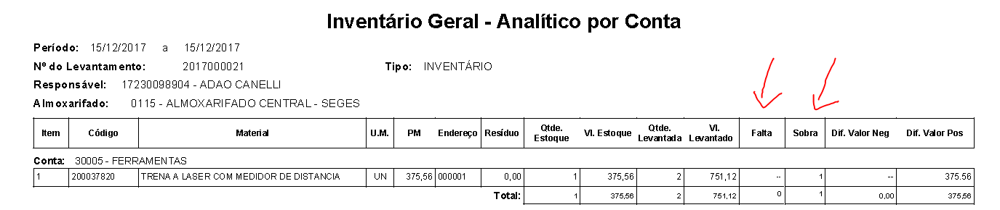 Inventário Geral - Analítico por Conta
Período: 15/12/2017 a 15/12/2017
Nº do Levantamento: 2017000021 Tipo: INVENTÁRIO
Responsável: 17230098904 - ADAO CANELLI
Almoxarifado: 0115 - ALMOXARIFADO CENTRAL - SEGES
Item Código Material U.M. PM Endereço Resíduo Qtde. Estoque Vl. Estoque Qtde. Levantada Vl. Levantado Falta Sobra Dif. Valor Neg Dif. Valor Pos
Conta: 30005 - FERRAMENTAS
1 200037820 TRENA A LASER COM MEDIDOR DE DISTANCIA UN 375,56 000001 0,00 1 375,56 2 751,12 -- 1 -- 375.56
Total: 1 375,56 2 751,12 0 1 0,00 375,56